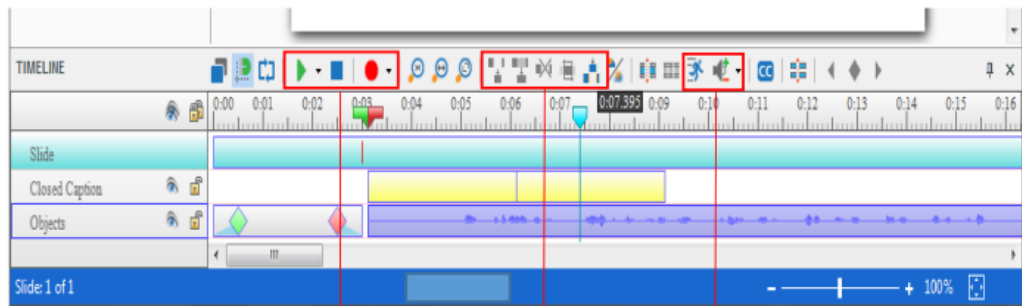 TIMELINE
CC
0:00 0:01 0:02 0:03 0:04 0:05 0:06 0:07 0:07.395 0:09 0:10 0:11 0:12 0:13 0:14 0:15 0:16
Slide
Closed Caption
Objects
Slide: 1 of 1
- + 100%